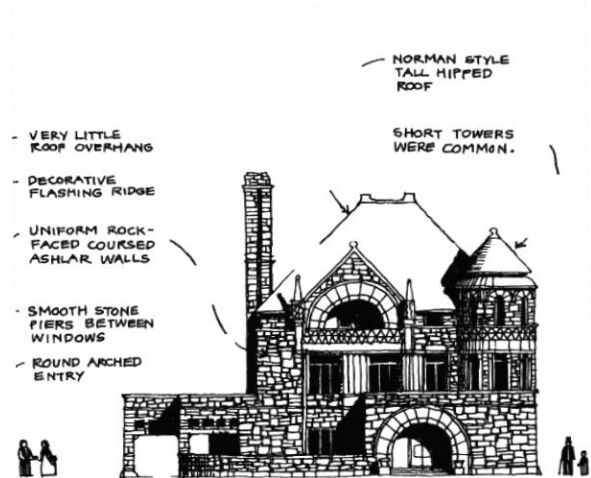 NORMAN STYLE
TALL HIPPED
ROOF
SHORT TOWERS
WERE COMMON.
VERY LITTLE
ROOF OVERHANG
DECORATIVE
FLASHING RIDGE
UNIFORM ROCK-
FACED COURSED
ASHLAR WALLS
SMOOTH STONE
PIERS BETWEEN
WINDOWS
ROUND ARCHED
ENTRY